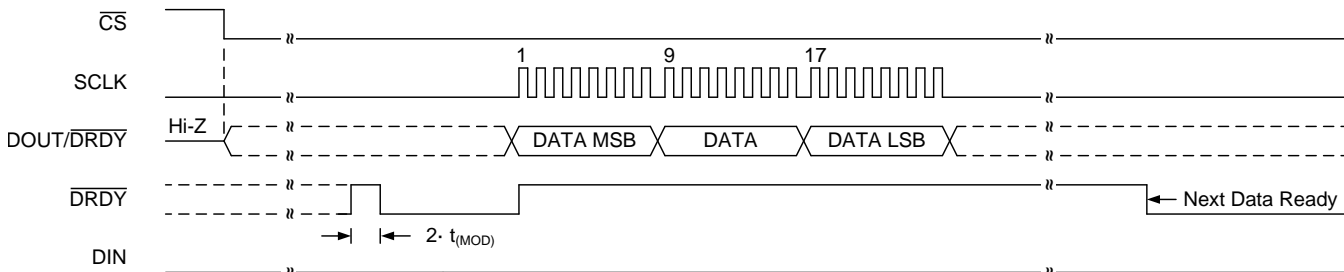 CS
1 9 17
SCLK
Hi-Z
DOUT/DRDY DATA MSB DATA DATA LSB
DRDY Next Data Ready
2· t(MOD)
DIN